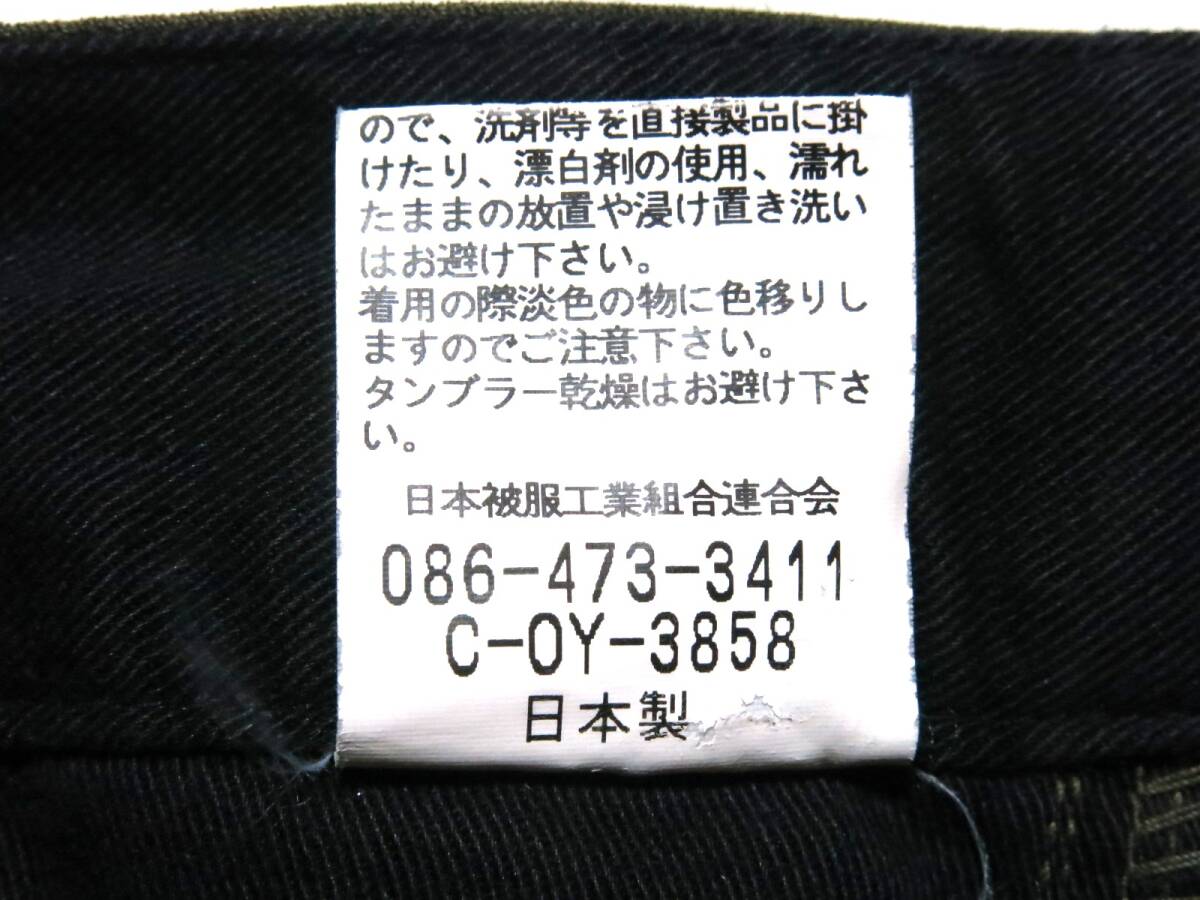 ので、洗剤等を直接製品に掛
けたり、漂白剤の使用、濡れ
たままの放置や浸け置き洗い
はお避け下さい。
着用の際淡色の物に色移りし
ますのでご注意下さい。
タンブラー乾燥はお避け下さ
い。
日本被服工業組合連合会
086-473-3411
C-OY-3858
日本製